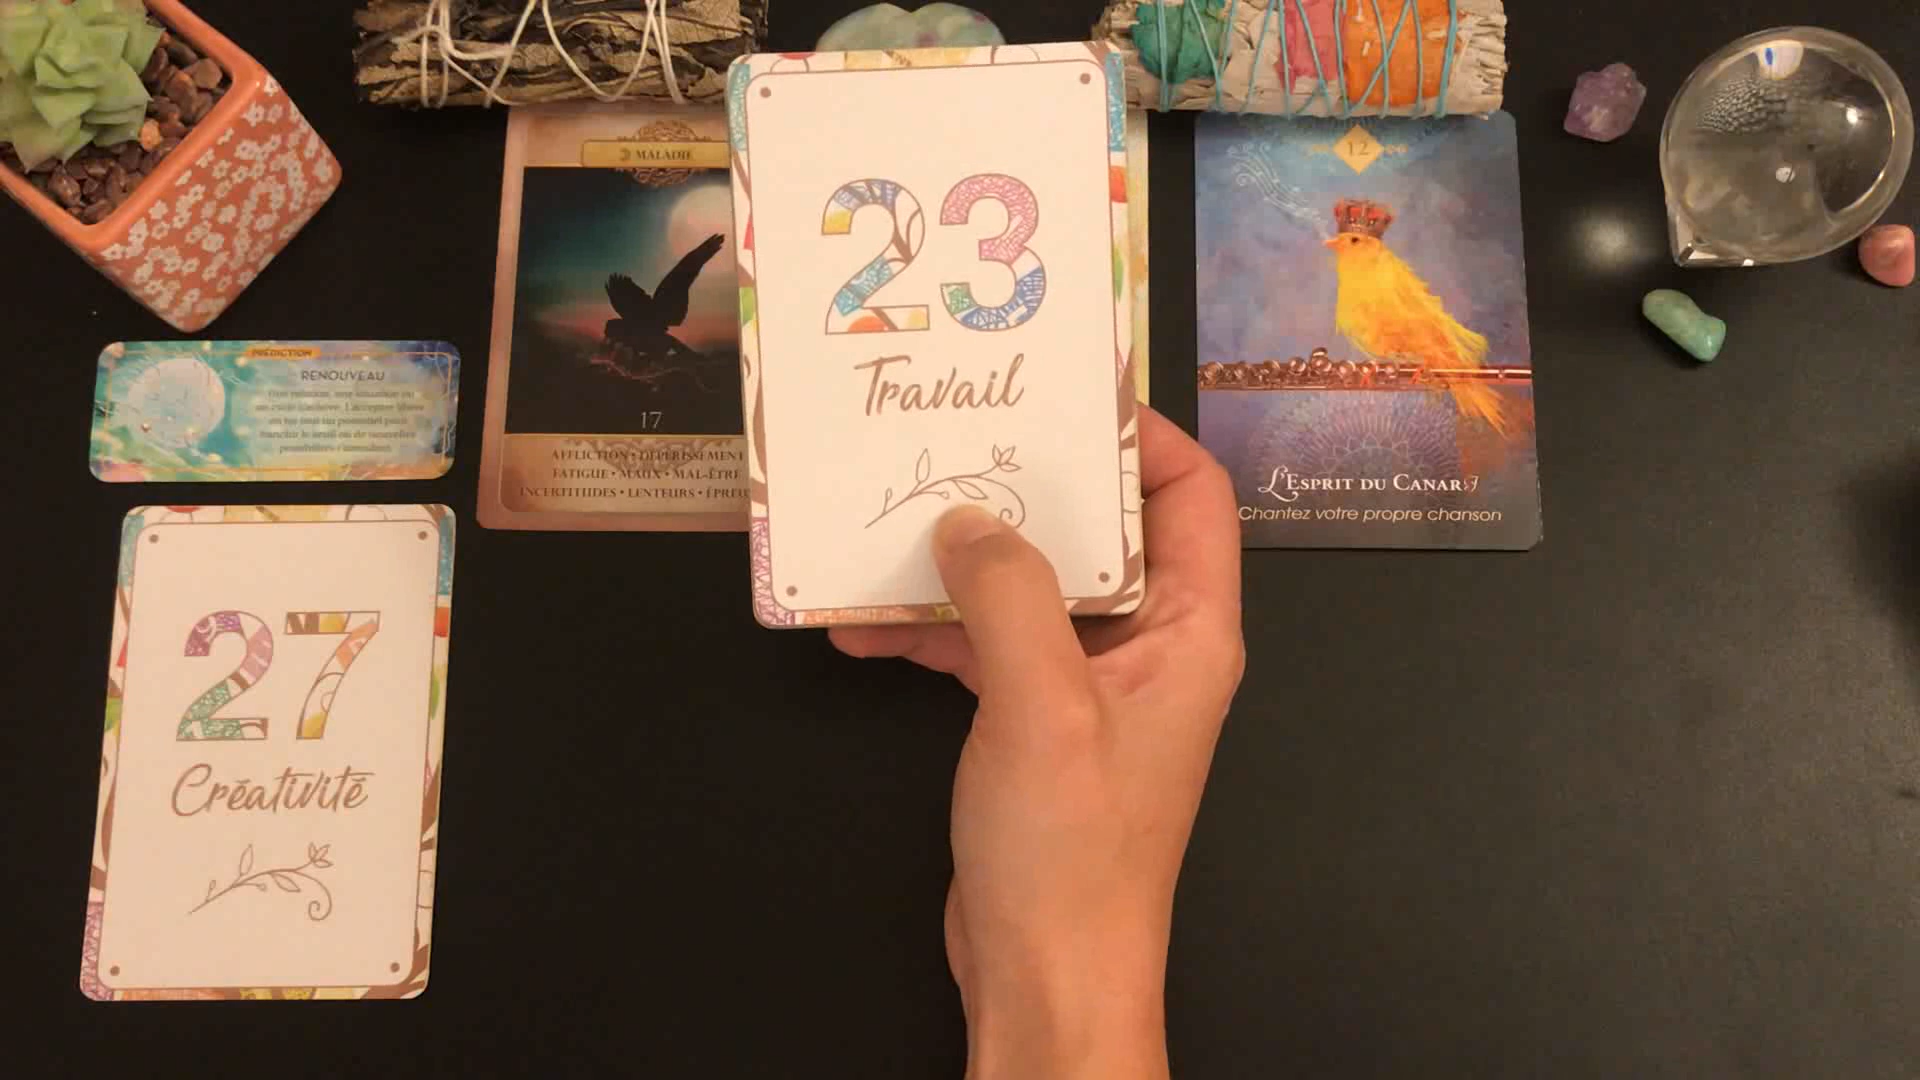 MALADIE
17
AFFLICTION • DÉPÉRISSEMENT
FATIGUE • MAUX • MAL-ÊTRE
INCERTITUDES • LENTEURS •
23
Travail
12
L'ESPRIT DU CANARI
Chantez votre propre chanson
PRÉDICTION
RENOUVEAU
27
Créativité